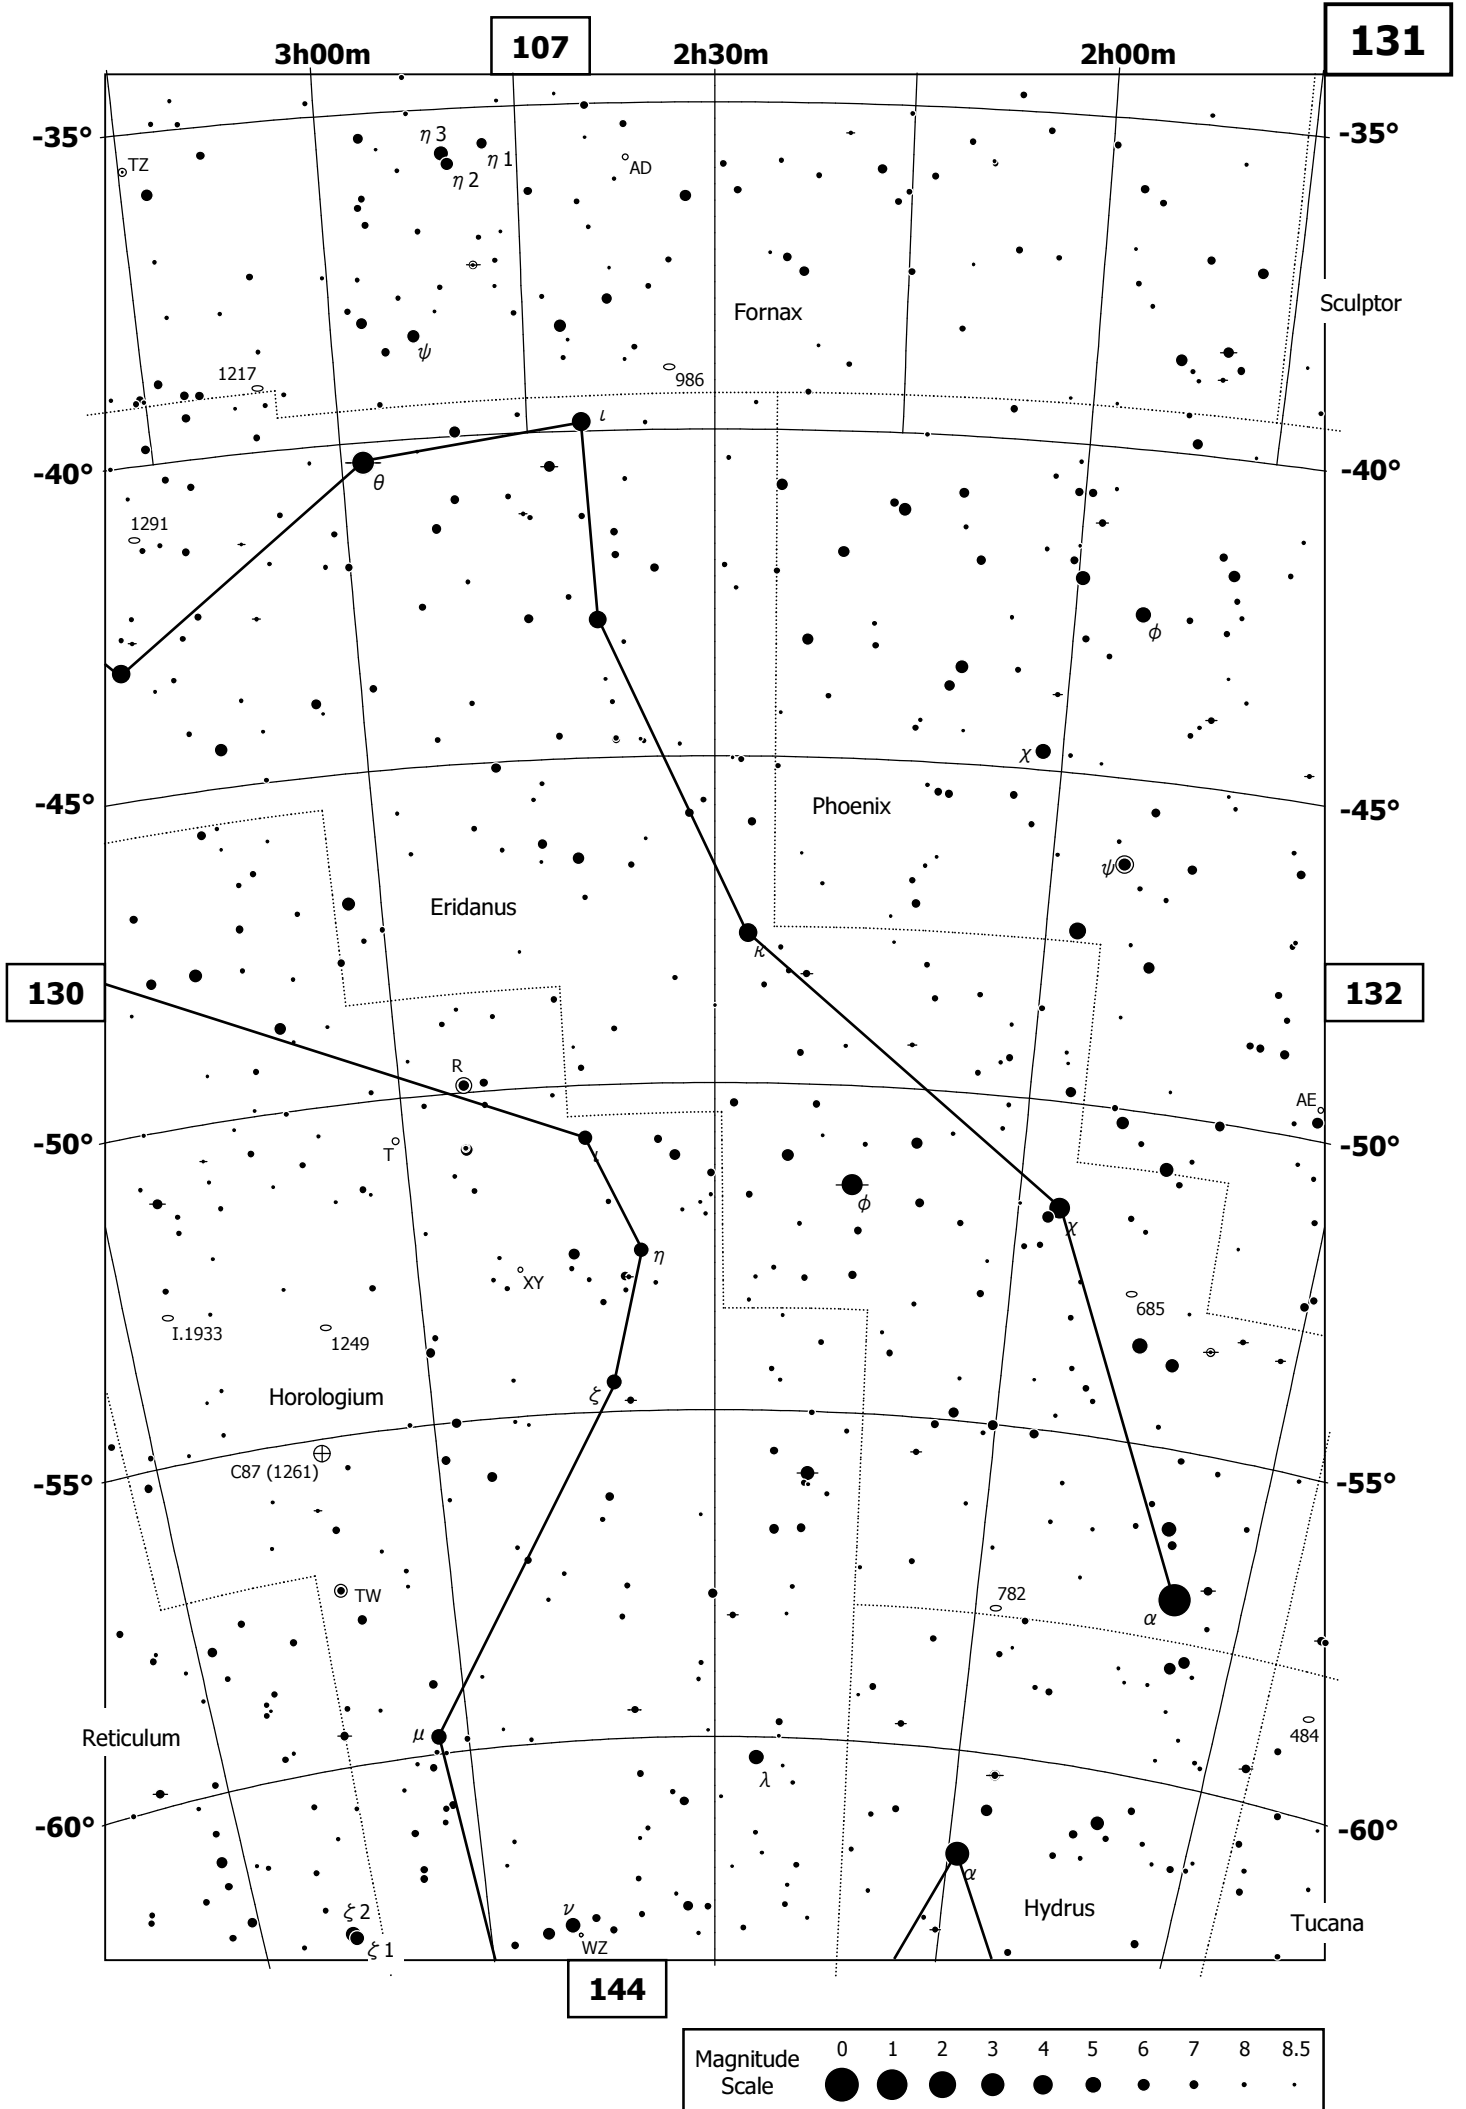 131
107
3h00m 2h30m 2h00m
-35° -35°
η 3
η 1
TZ
AD
η 2
Sculptor
Fornax
ψ
1217
986
ι
-40° -40°
θ
1291
φ
χ
-45° Phoenix -45°
ψ
Eridanus
κ
130 132
R
AE
-50° -50°
T ι
φ
χ
η
XY
685
I.1933
1249
Horologium ζ
C87 (1261)
-55° -55°
TW
782
α
μ
Reticulum
484
λ
-60° -60°
α
ζ 2 ν Hydrus
Tucana
ζ 1 WZ
144
Magnitude Scale
0 1 2 3 4 5 6 7 8 8.5